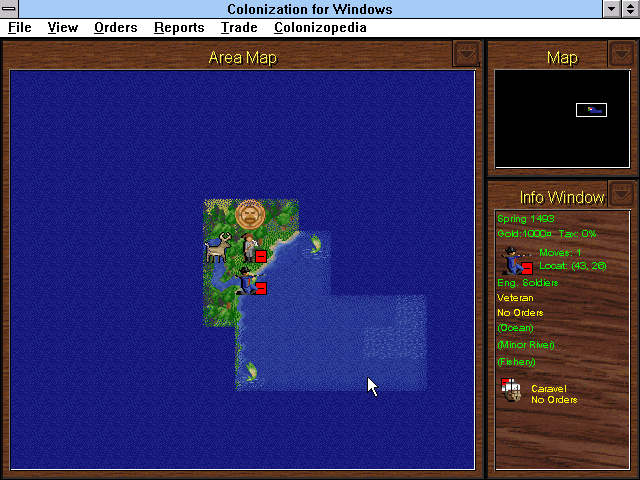 Colonization for Windows
File View Orders Reports Trade Colonizopedia
Area Map
Map
Info Window
Spring 1493
Gold:1000¤ Tax: 0%
Moves: 1
Locat: (43, 26)
Eng. Soldiers
Veteran
No Orders
(Ocean)
(Minor River)
(Fishery)
Caravel
No Orders